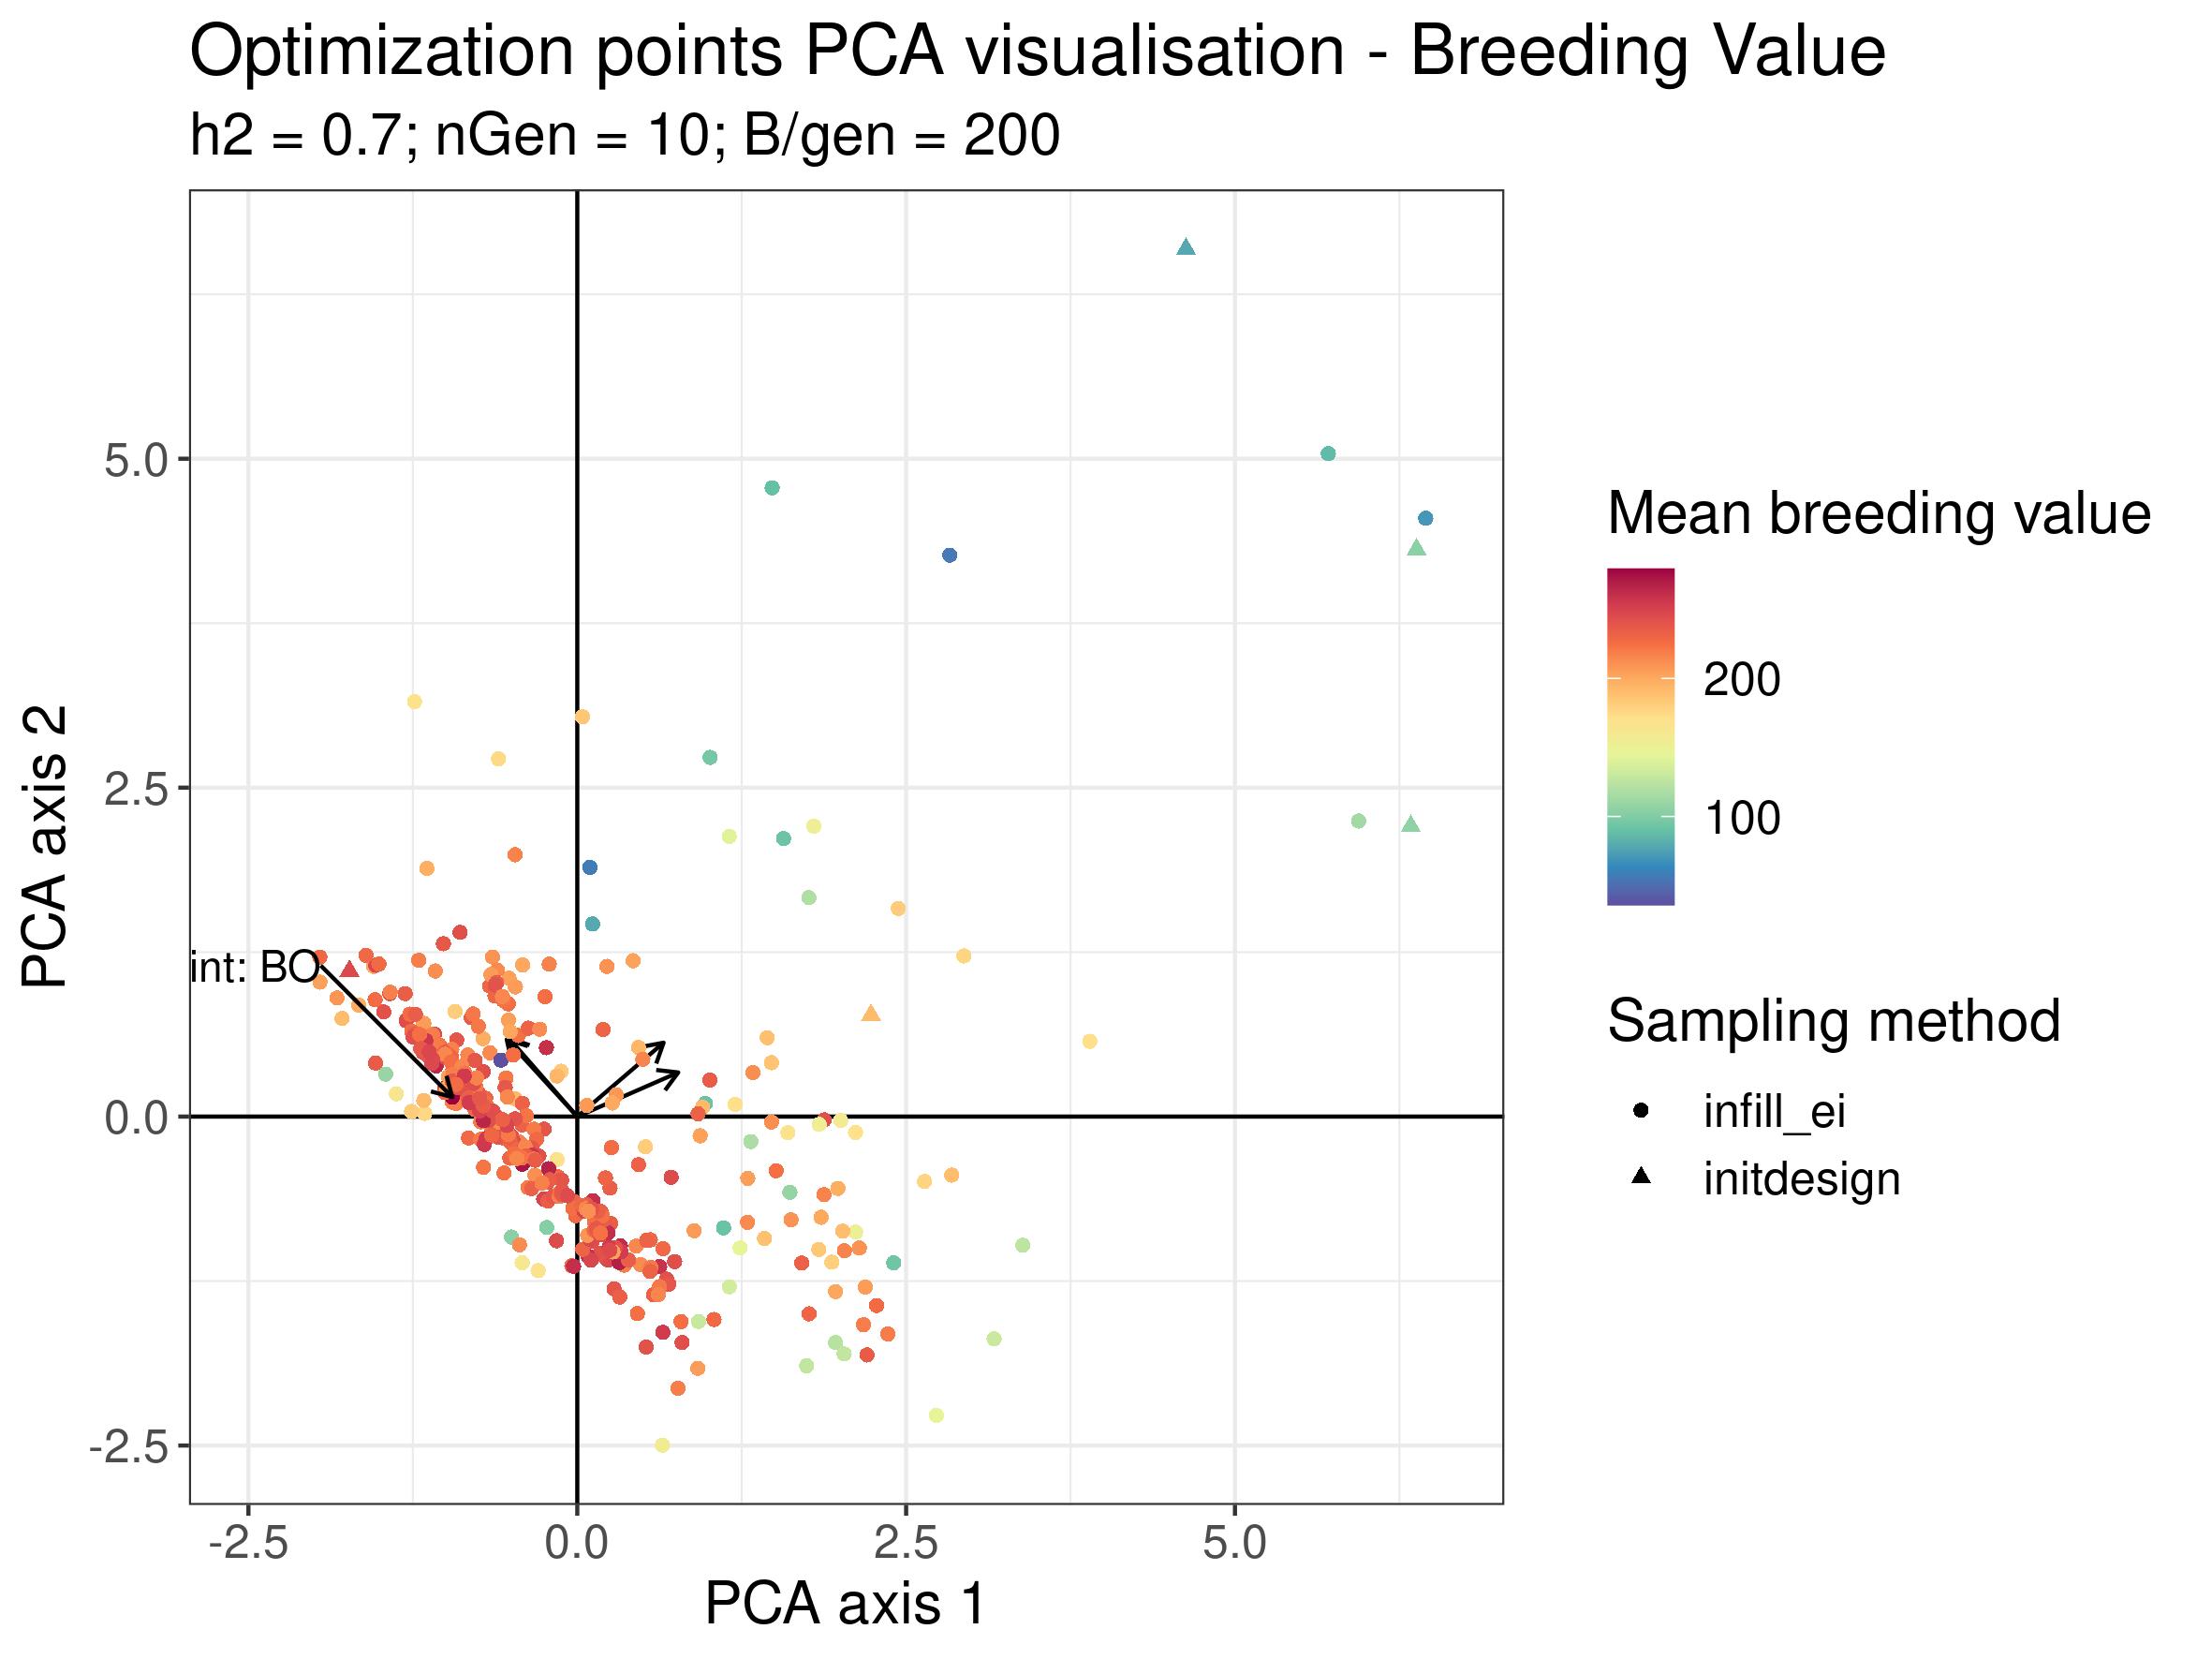 Optimization points PCA visualisation - Breeding Value
h2 = 0.7; nGen = 10; B/gen = 200
PCA axis 2
5.0
2.5
0.0
-2.5
int: BO
-2.5
0.0
2.5
5.0
PCA axis 1
Mean breeding value
200
100
Sampling method
infill_ei
initdesign